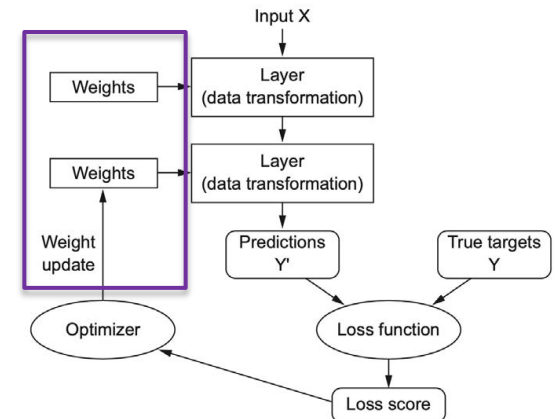 Input X
Weights
Layer
(data transformation)
Weights
Layer
(data transformation)
Weight
update
Predictions
Y'
True targets
Y
Optimizer
Loss function
Loss score